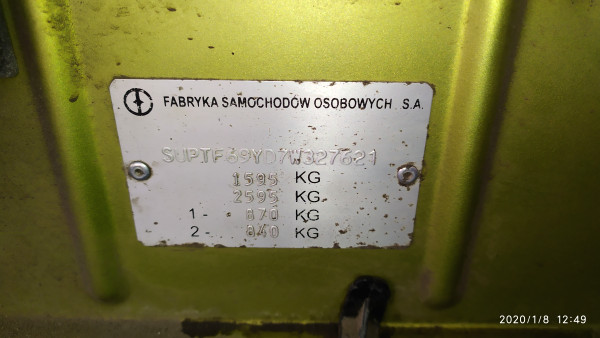 FABRYKA SAMOCHODÓW OSOBOWYCH S.A.
SUPTF69YD7W327621
1595 KG
2595 KG
1- 870 KG
2- 840 KG
2020/1/8 12:49